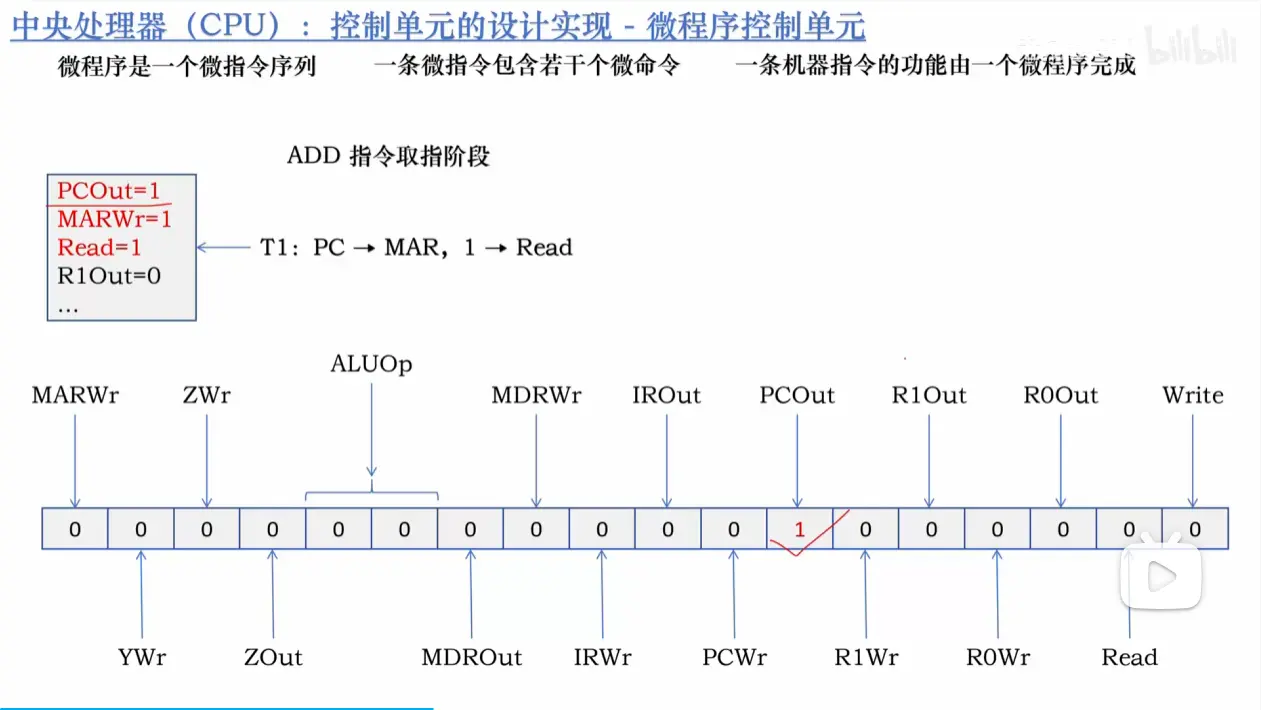 中央处理器（CPU）：控制单元的设计实现 - 微程序控制单元
bilibili
微程序是一个微指令序列 一条微指令包含若干个微命令 一条机器指令的功能由一个微程序完成
ADD 指令取指阶段
PCOut=1
MARWr=1
Read=1
R1Out=0
...
T1：PC → MAR，1 → Read
ALUOp
MARWr ZWr MDRWr IROut PCOut R1Out R0Out Write
0 0 0 0 0 0 0 0 0 0 0 1 0 0 0 0 0 0
YWr ZOut MDROut IRWr PCWr R1Wr R0Wr Read